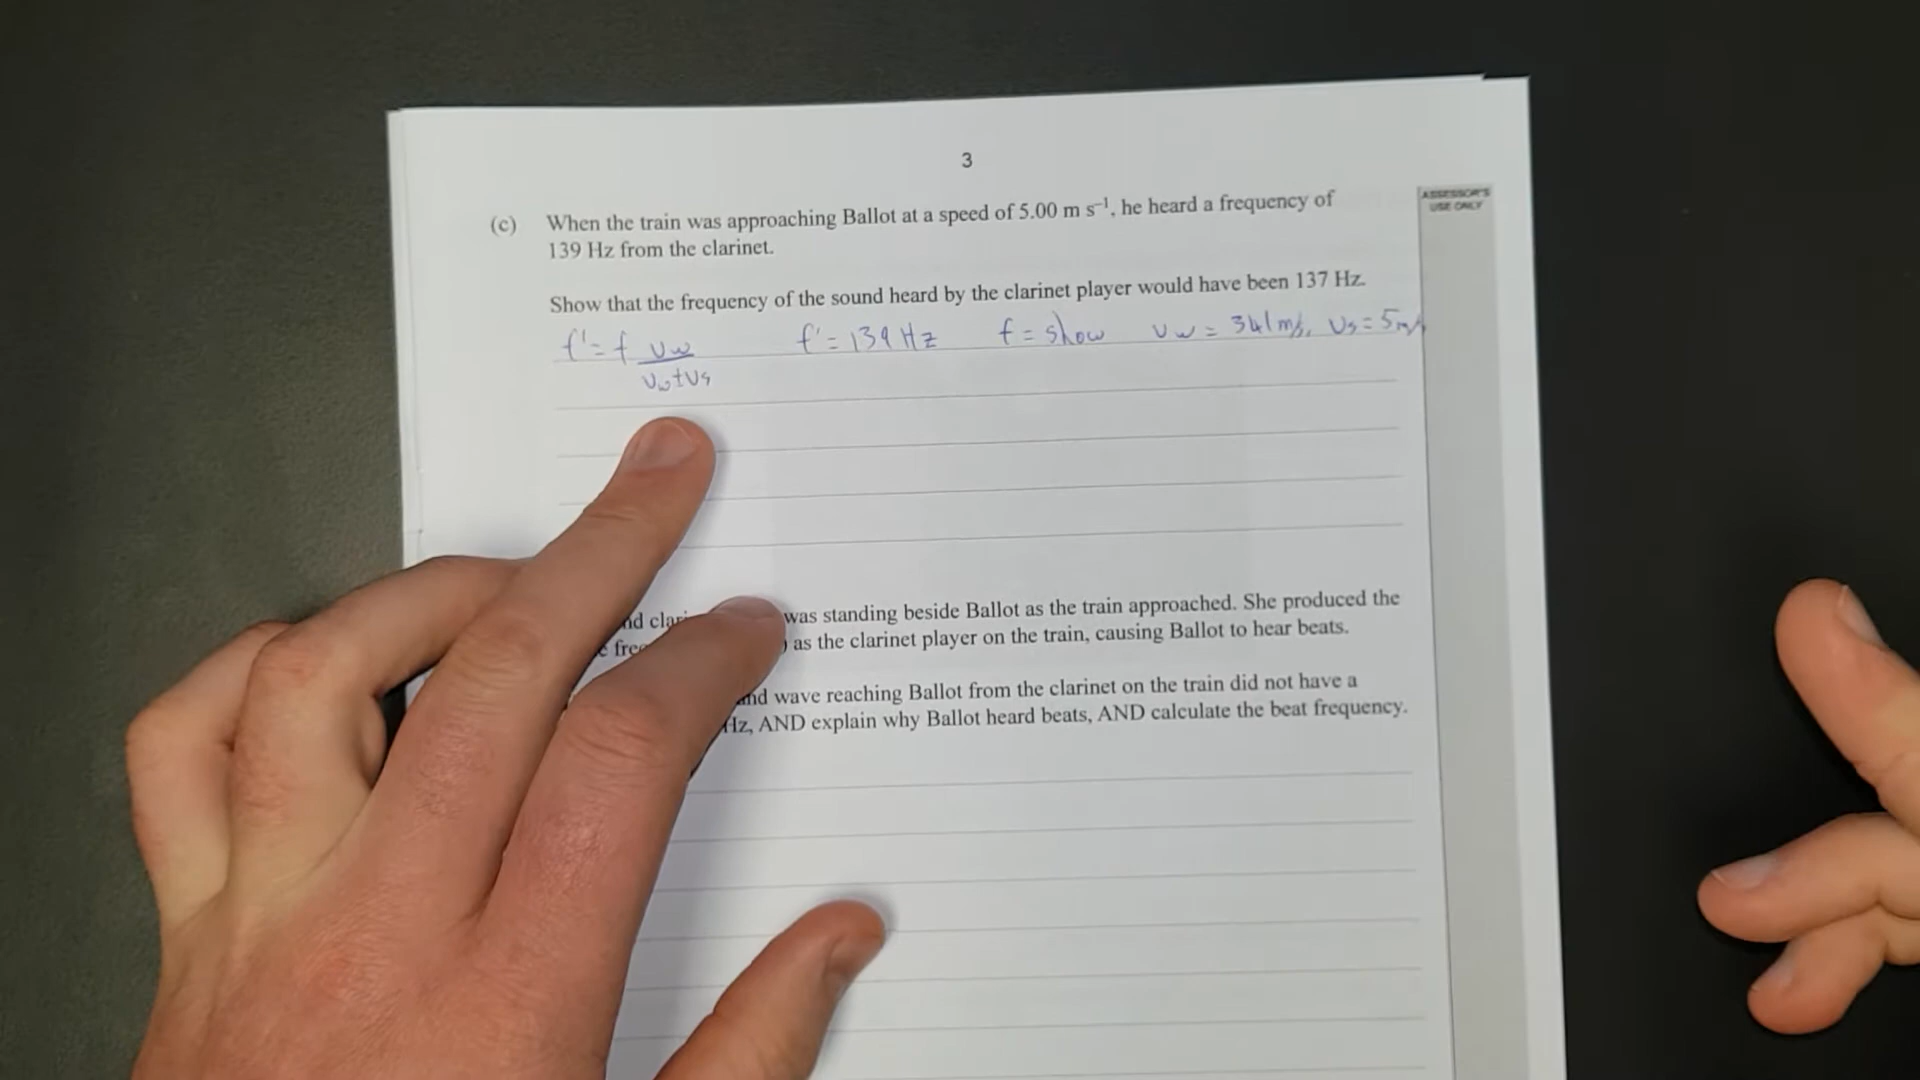 3
ASSESSOR'S
USE ONLY
(c) When the train was approaching Ballot at a speed of 5.00 m s⁻¹, he heard a frequency of
139 Hz from the clarinet.
Show that the frequency of the sound heard by the clarinet player would have been 137 Hz.
f' = f vw / vw + vs f' = 139 Hz f = show vw = 341 m/s, vs = 5 m/s
was standing beside Ballot as the train approached. She produced the
as the clarinet player on the train, causing Ballot to hear beats.
wave reaching Ballot from the clarinet on the train did not have a
Hz, AND explain why Ballot heard beats, AND calculate the beat frequency.